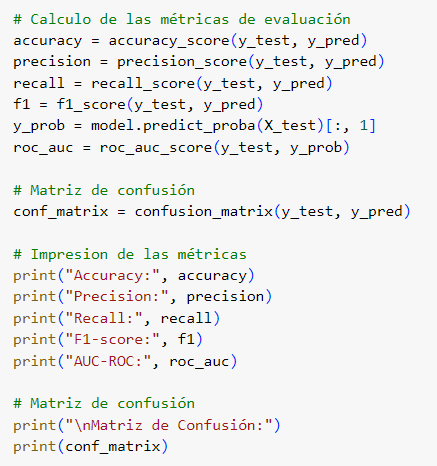 # Calculo de las métricas de evaluación
accuracy = accuracy_score(y_test, y_pred)
precision = precision_score(y_test, y_pred)
recall = recall_score(y_test, y_pred)
f1 = f1_score(y_test, y_pred)
y_prob = model.predict_proba(X_test)[:, 1]
roc_auc = roc_auc_score(y_test, y_prob)

# Matriz de confusión
conf_matrix = confusion_matrix(y_test, y_pred)

# Impresion de las métricas
print("Accuracy:", accuracy)
print("Precision:", precision)
print("Recall:", recall)
print("F1-score:", f1)
print("AUC-ROC:", roc_auc)

# Matriz de confusión
print("\nMatriz de Confusión:")
print(conf_matrix)